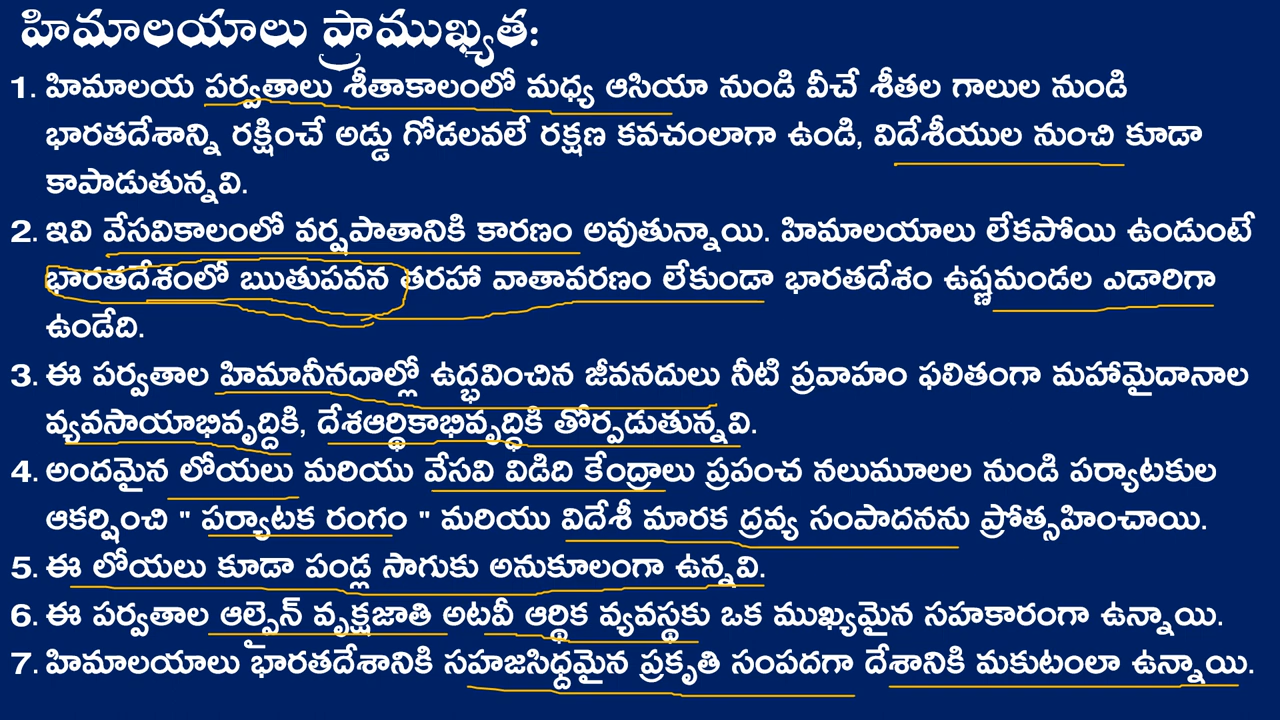 హిమాలయాలు ప్రాముఖ్యత:
1. హిమాలయ పర్వతాలు శీతాకాలంలో మధ్య ఆసియా నుండి వీచే శీతల గాలుల నుండి
భారతదేశాన్ని రక్షించే అడ్డు గోడలవలే రక్షణ కవచంలాగా ఉండి, విదేశీయుల నుంచి కూడా
కాపాడుతున్నవి.
2. ఇవి వేసవికాలంలో వర్షపాతానికి కారణం అవుతున్నాయి. హిమాలయాలు లేకపోయి ఉండుంటే
భారతదేశంలో ఋతుపవన తరహా వాతావరణం లేకుండా భారతదేశం ఉష్ణమండల ఎడారిగా
ఉండేది.
3. ఈ పర్వతాల హిమానీనదాల్లో ఉద్భవించిన జీవనదులు నీటి ప్రవాహం ఫలితంగా మహామైదానాల
వ్యవసాయాభివృద్దికి, దేశఆర్థికాభివృద్ధికి తోర్పడుతున్నవి.
4. అందమైన లోయలు మరియు వేసవి విడిది కేంద్రాలు ప్రపంచ నలుమూలల నుండి పర్యాటకుల
ఆకర్షించి " పర్యాటక రంగం " మరియు విదేశీ మారక ద్రవ్య సంపాదనను ప్రోత్సహించాయి.
5. ఈ లోయలు కూడా పండ్ల సాగుకు అనుకూలంగా ఉన్నవి.
6. ఈ పర్వతాల ఆల్పైన్ వృక్షజాతి అటవీ ఆర్థిక వ్యవస్థకు ఒక ముఖ్యమైన సహకారంగా ఉన్నాయి.
7. హిమాలయాలు భారతదేశానికి సహజసిద్ధమైన ప్రకృతి సంపదగా దేశానికి మకుటంలా ఉన్నాయి.